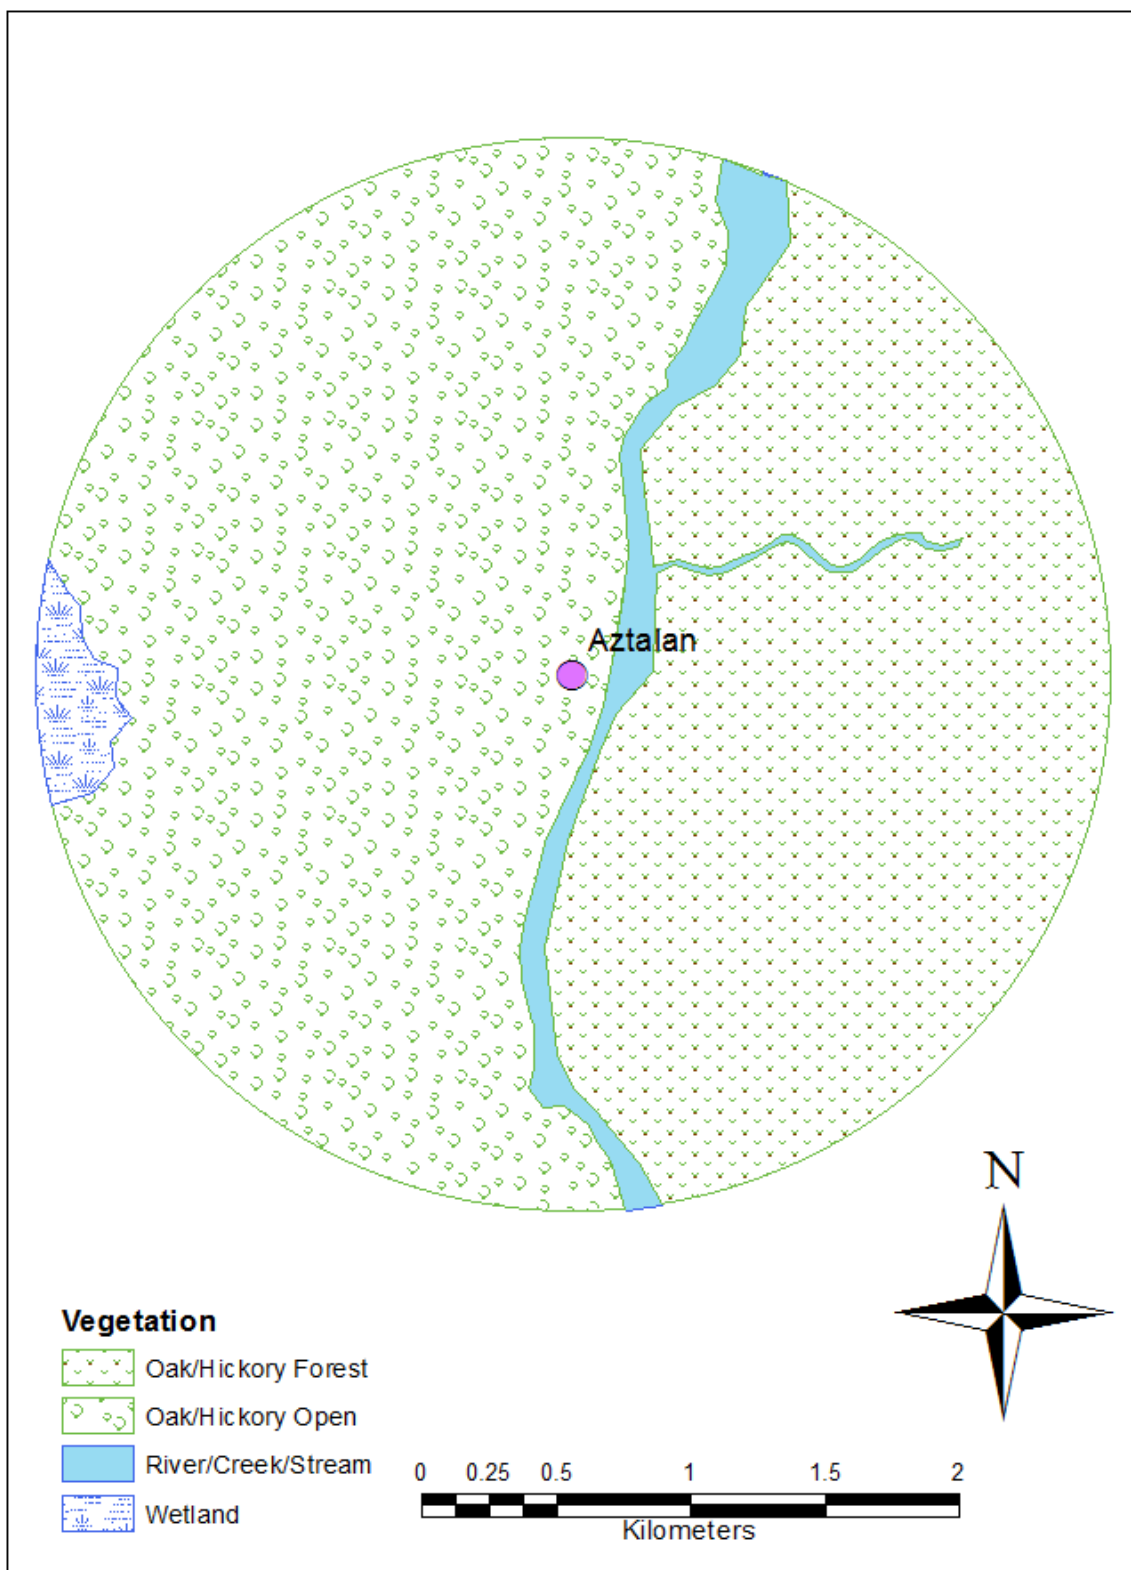 Aztalan
N
Vegetation
Oak/Hickory Forest
Oak/Hickory Open
River/Creek/Stream
Wetland
0 0.25 0.5 1 1.5 2
Kilometers